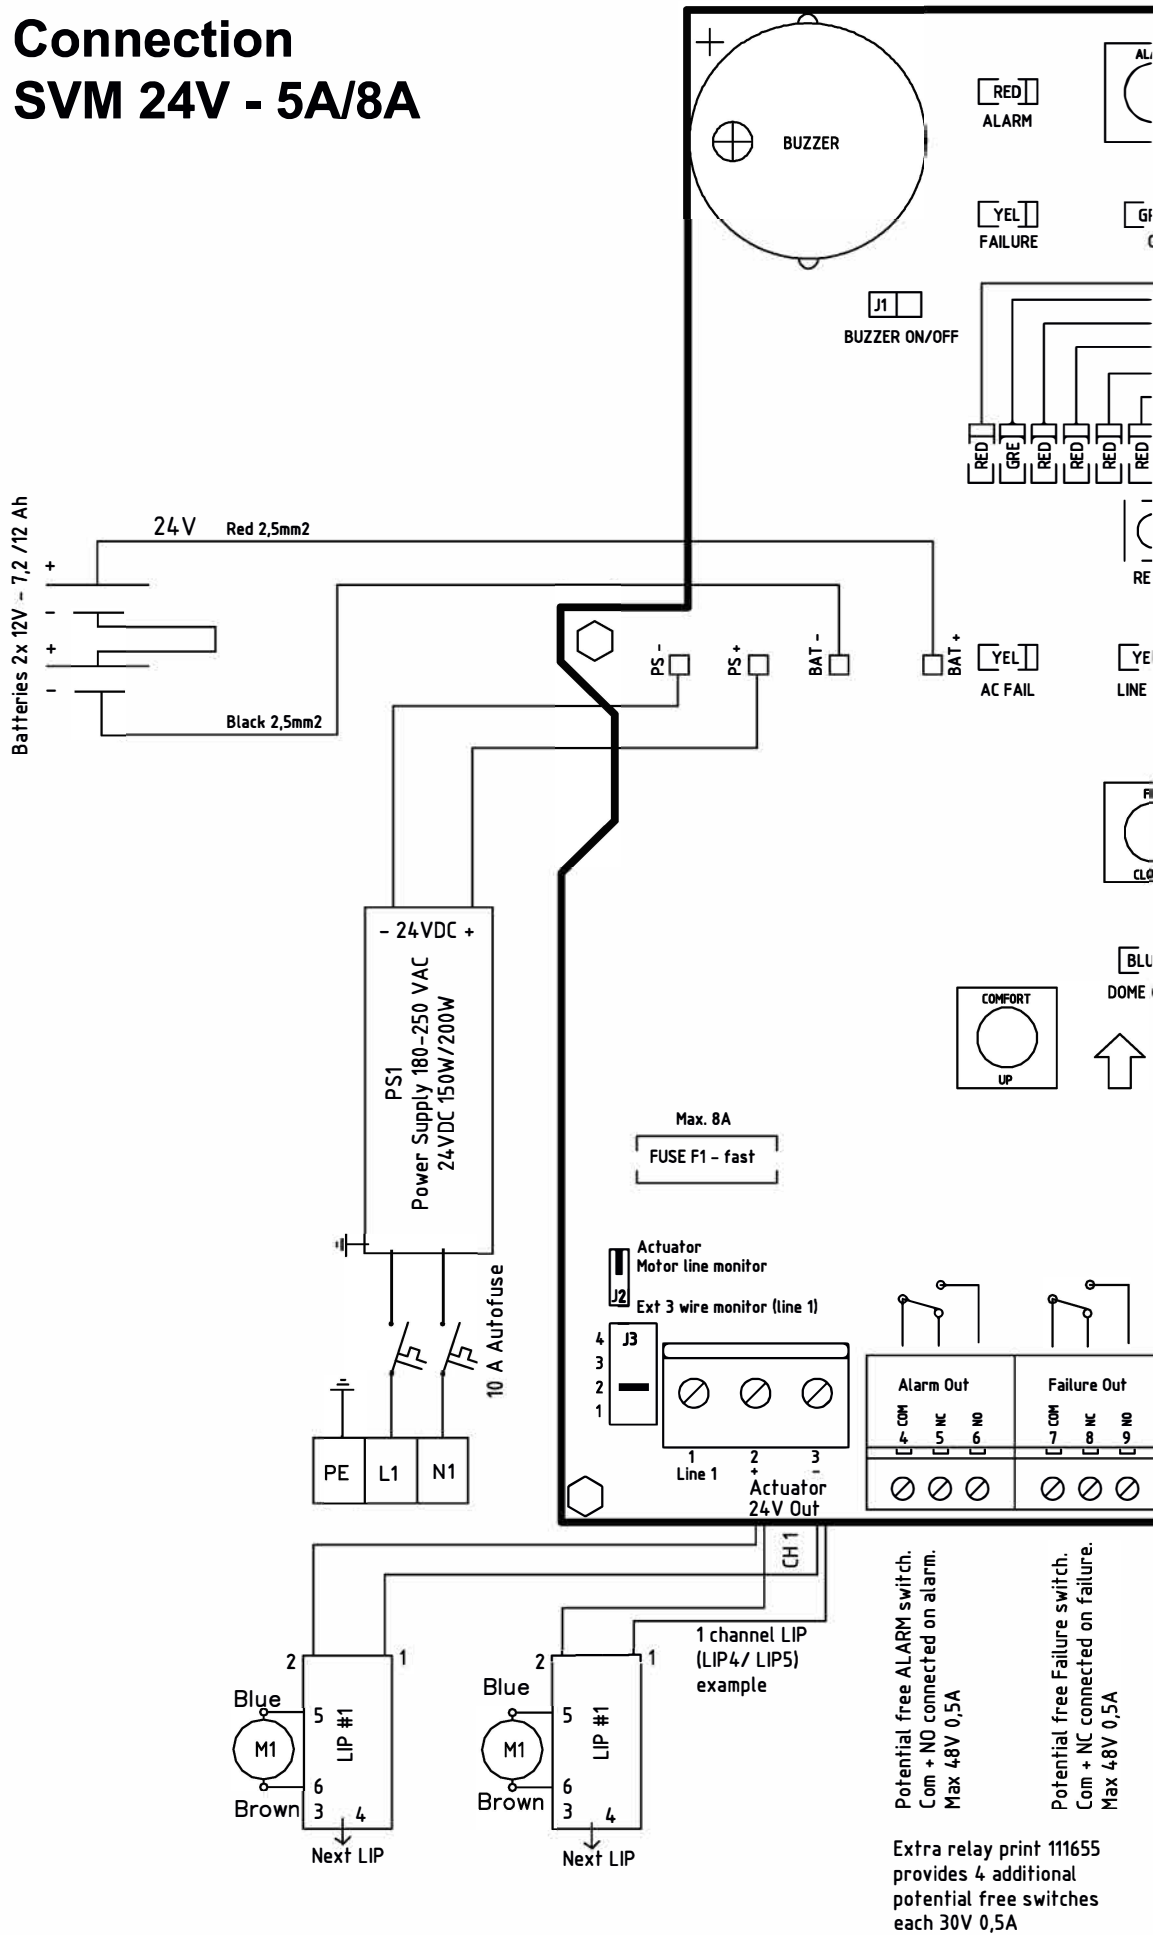 Connection
SVM 24V - 5A/8A
BUZZER
RED
ALARM
YEL
FAILURE
J1
BUZZER ON/OFF
RED
GRE
RED
RED
RED
RED
Batteries 2x 12V - 7,2 /12 Ah
24V
Red 2,5mm2
+
-
+
-
Black 2,5mm2
PS -
PS +
BAT -
BAT +
YEL
AC FAIL
LINE
- 24VDC +
PS1
Power Supply 180-250 VAC
24VDC 150W/200W
DOME
COMFORT
UP
Max. 8A
FUSE F1 - fast
Actuator
Motor line monitor
J2
Ext 3 wire monitor (line 1)
J3
4
3
2
1
10 A Autofuse
PE
L1
N1
1
2
3
Line 1
+
-
Actuator
24V Out
CH 1
Alarm Out
COM
NC
NO
4
5
6
Failure Out
COM
NC
NO
7
8
9
1 channel LIP
(LIP4/ LIP5)
example
2
1
Blue
5
M1
LIP #1
6
Brown
3
4
Next LIP
2
1
Blue
5
M1
LIP #1
6
Brown
3
4
Next LIP
Potential free ALARM switch.
Com + NO connected on alarm.
Max 48V 0,5A
Potential free Failure switch.
Com + NC connected on failure.
Max 48V 0,5A
Extra relay print 111655
provides 4 additional
potential free switches
each 30V 0,5A